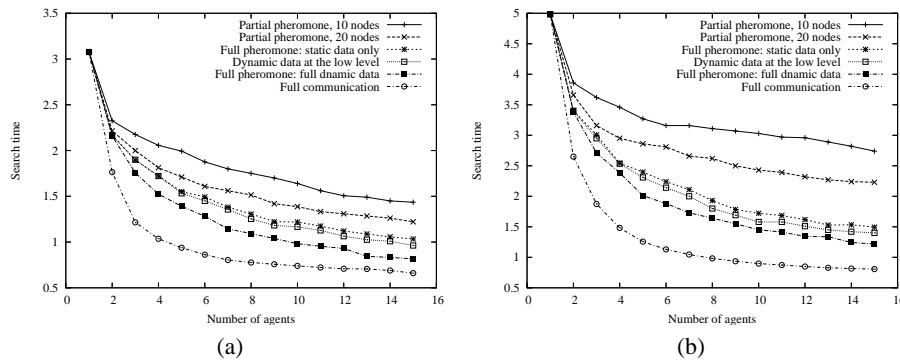 3.5
3
2.5
2
1.5
1
0.5
Search time
Partial pheromone, 10 nodes
Partial pheromone, 20 nodes
Full pheromone: static data only
Dynamic data at the low level
Full pheromone: full dnamic data
Full communication
0 2 4 6 8 10 12 14 16
Number of agents
(a)
5
4.5
4
3.5
3
2.5
2
1.5
1
0.5
Search time
Partial pheromone, 10 nodes
Partial pheromone, 20 nodes
Full pheromone: static data only
Dynamic data at the low level
Full pheromone: full dnamic data
Full communication
0 2 4 6 8 10 12 14 16
Number of agents
(b)